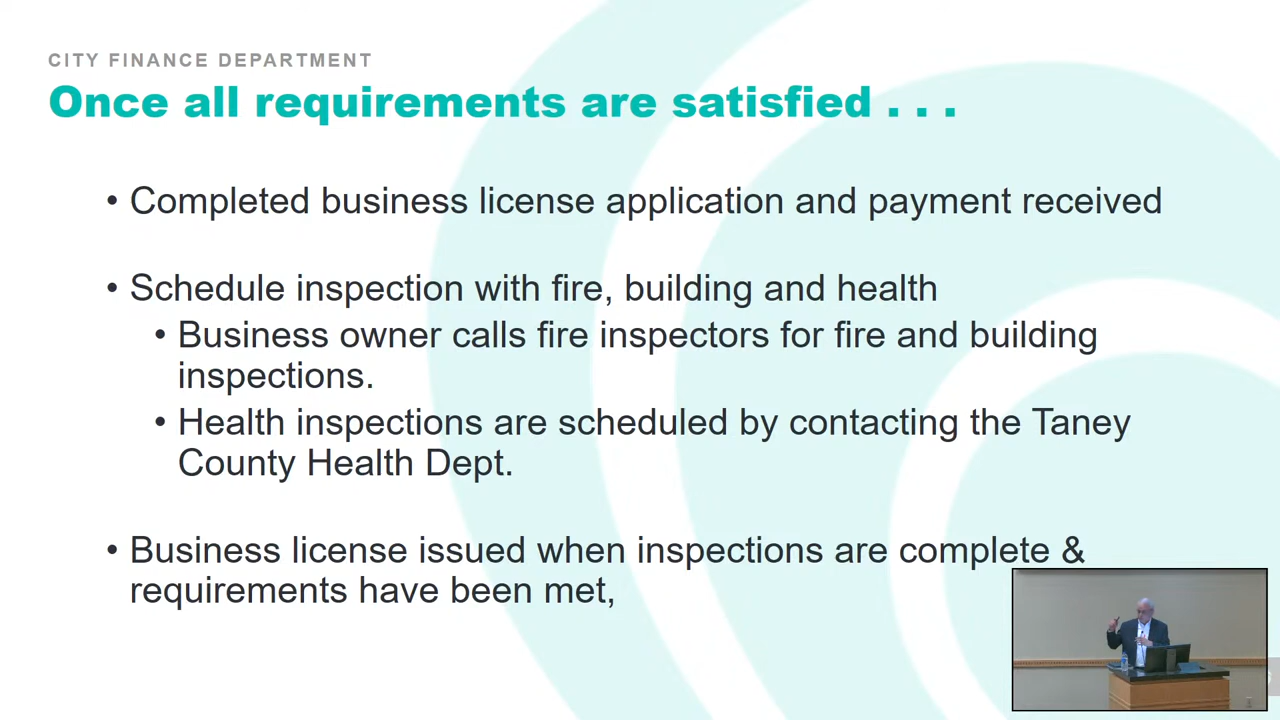 CITY FINANCE DEPARTMENT
Once all requirements are satisfied . . .
• Completed business license application and payment received
• Schedule inspection with fire, building and health
• Business owner calls fire inspectors for fire and building
inspections.
• Health inspections are scheduled by contacting the Taney
County Health Dept.
• Business license issued when inspections are complete &
requirements have been met,